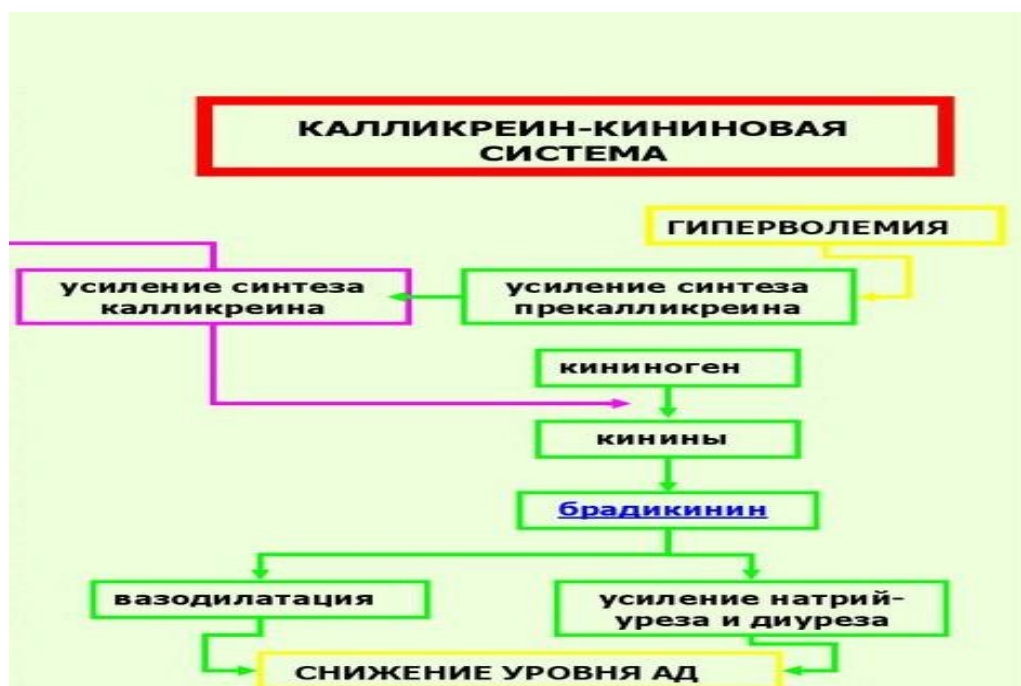 КАЛЛИКРЕИН-КИНИНОВАЯ
СИСТЕМА
ГИПЕРВОЛЕМИЯ
усиление синтеза
калликреина
усиление синтеза
прекалликреина
кининоген
кинины
брадикинин
вазодилатация
усиление натрий-
уреза и диуреза
СНИЖЕНИЕ УРОВНЯ АД